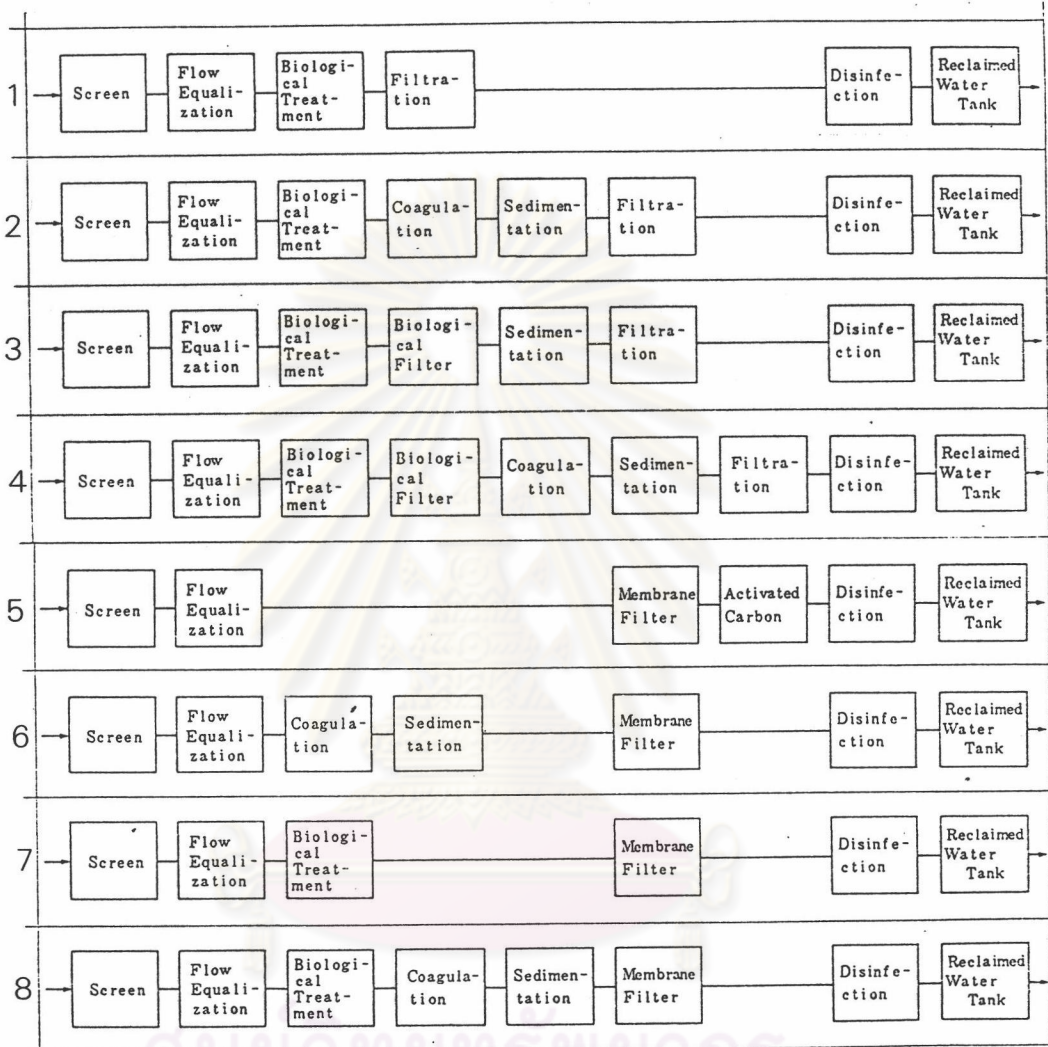 1
Screen
Flow
Equali-
zation
Biologi-
cal
Treat-
ment
Filtra-
tion
Disinfe-
ction
Reclaimed
Water
Tank
2
Screen
Flow
Equali-
zation
Biologi-
cal
Treat-
ment
Coagula-
tion
Sedimen-
tation
Filtra-
tion
Disinfe-
ction
Reclaimed
Water
Tank
3
Screen
Flow
Equali-
zation
Biologi-
cal
Treat-
ment
Biologi-
cal
Filter
Sedimen-
tation
Filtra-
tion
Disinfe-
ction
Reclaimed
Water
Tank
4
Screen
Flow
Equali-
zation
Biologi-
cal
Treat-
ment
Biologi-
cal
Filter
Coagula-
tion
Sedimen-
tation
Filtra-
tion
Disinfe-
ction
Reclaimed
Water
Tank
5
Screen
Flow
Equali-
zation
Membrane
Filter
Activated
Carbon
Disinfe-
ction
Reclaimed
Water
Tank
6
Screen
Flow
Equali-
zation
Coagula-
tion
Sedimen-
tation
Membrane
Filter
Disinfe-
ction
Reclaimed
Water
Tank
7
Screen
Flow
Equali-
zation
Biologi-
cal
Treat-
ment
Membrane
Filter
Disinfe-
ction
Reclaimed
Water
Tank
8
Screen
Flow
Equali-
zation
Biologi-
cal
Treat-
ment
Coagula-
tion
Sedimen-
tation
Membrane
Filter
Disinfe-
ction
Reclaimed
Water
Tank